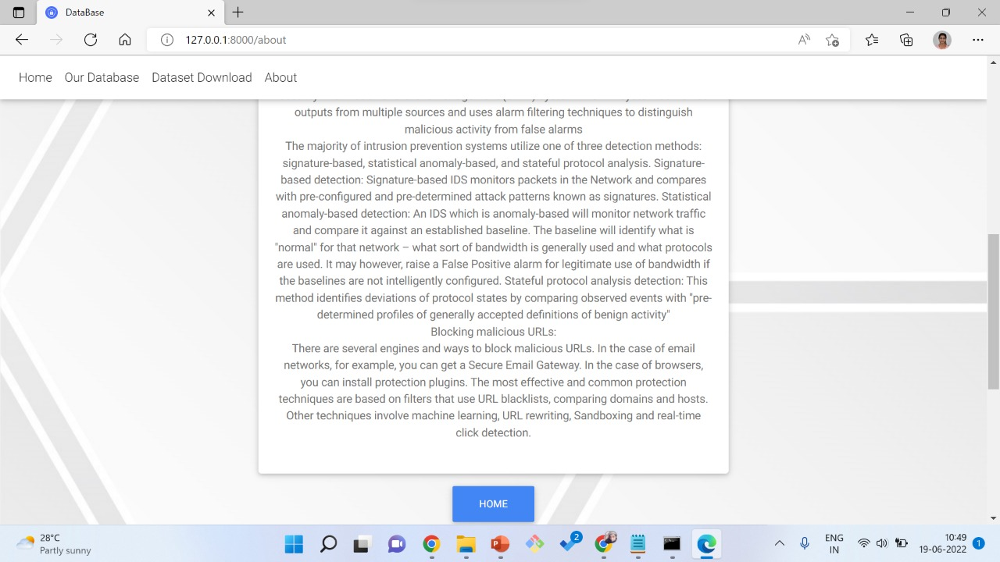 DataBase
127.0.0.1:8000/about
Home Our Database Dataset Download About
outputs from multiple sources and uses alarm filtering techniques to distinguish
malicious activity from false alarms
The majority of intrusion prevention systems utilize one of three detection methods:
signature-based, statistical anomaly-based, and stateful protocol analysis. Signature-
based detection: Signature-based IDS monitors packets in the Network and compares
with pre-configured and pre-determined attack patterns known as signatures. Statistical
anomaly-based detection: An IDS which is anomaly-based will monitor network traffic
and compare it against an established baseline. The baseline will identify what is
"normal" for that network – what sort of bandwidth is generally used and what protocols
are used. It may however, raise a False Positive alarm for legitimate use of bandwidth if
the baselines are not intelligently configured. Stateful protocol analysis detection: This
method identifies deviations of protocol states by comparing observed events with "pre-
determined profiles of generally accepted definitions of benign activity"
Blocking malicious URLs:
There are several engines and ways to block malicious URLs. In the case of email
networks, for example, you can get a Secure Email Gateway. In the case of browsers,
you can install protection plugins. The most effective and common protection
techniques are based on filters that use URL blacklists, comparing domains and hosts.
Other techniques involve machine learning, URL rewriting, Sandboxing and real-time
click detection.
HOME
28°C
Partly sunny
2
ENG
IN
10:49
19-06-2022
1